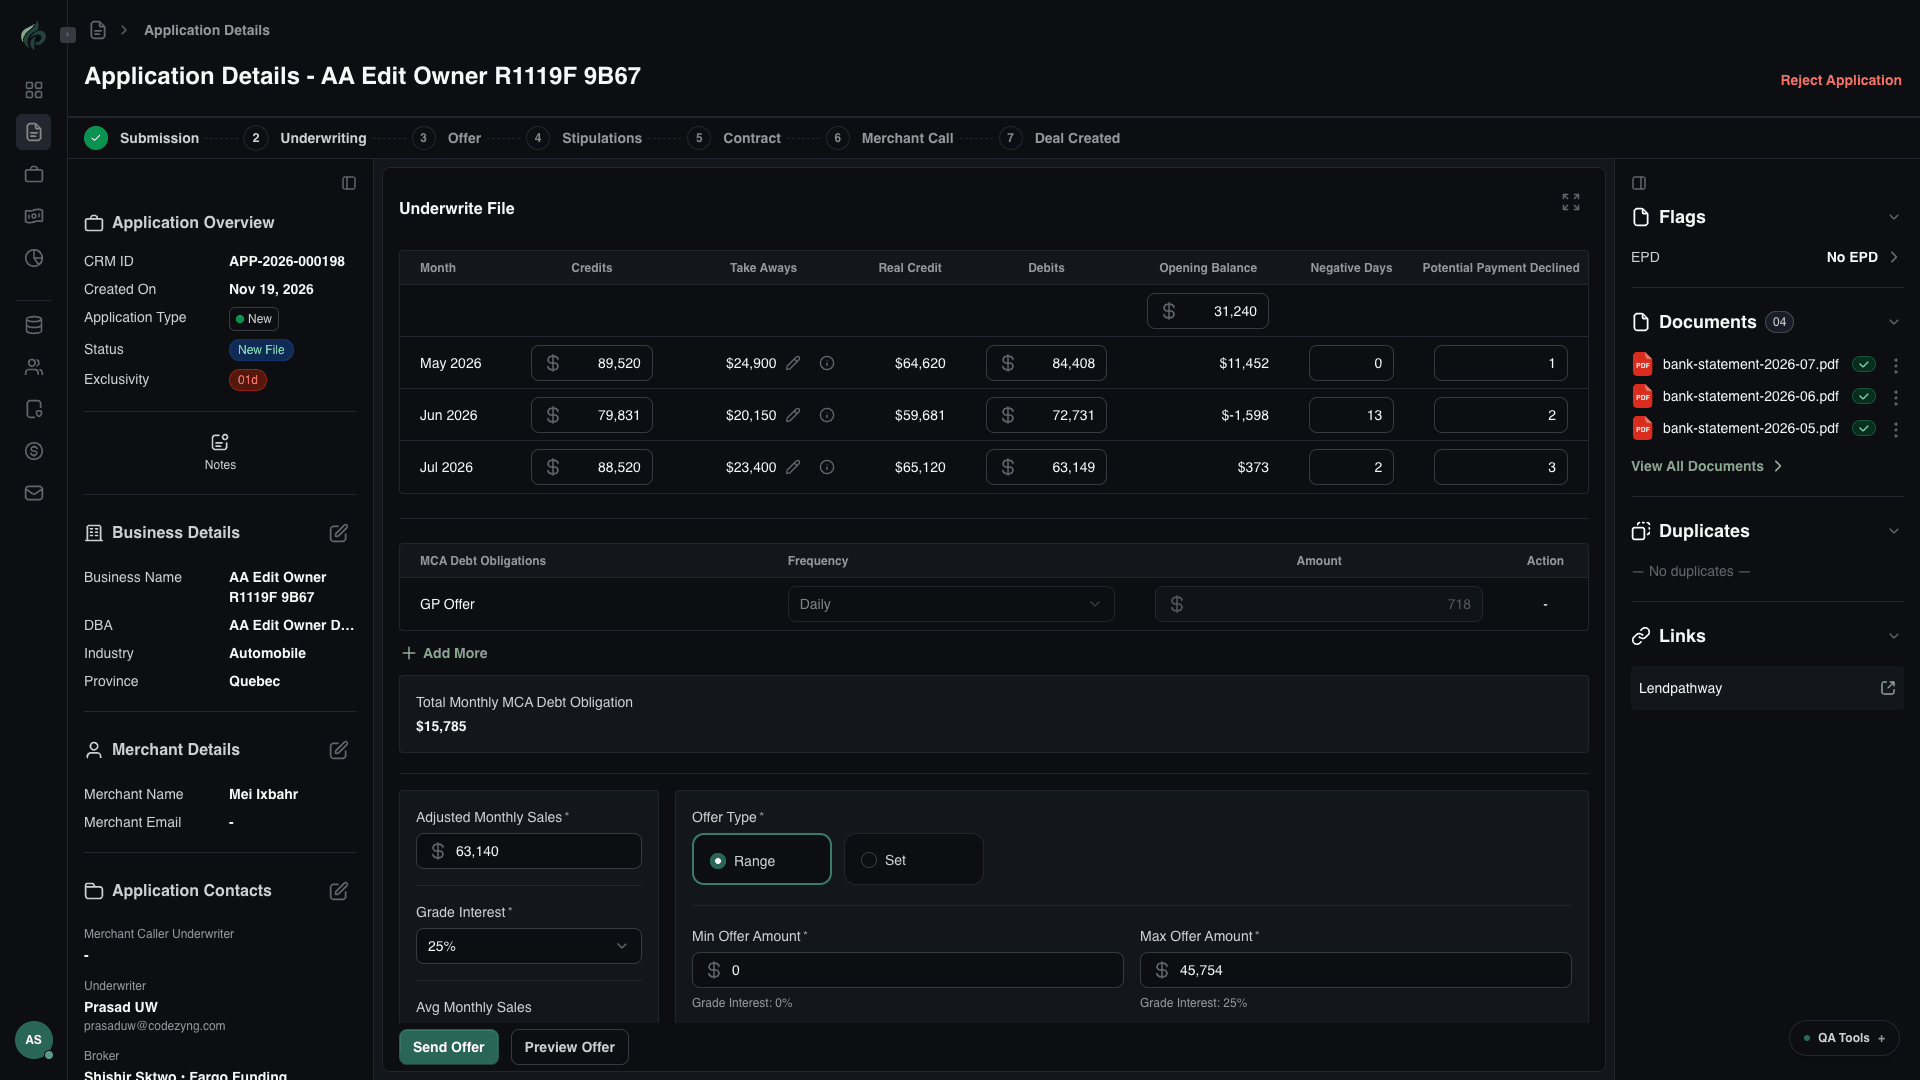 Application Details
Application Details - AA Edit Owner R1119F 9B67
Reject Application
Submission
2 Underwriting
3 Offer
4 Stipulations
5 Contract
6 Merchant Call
7 Deal Created
Application Overview
CRM ID APP-2026-000198
Created On Nov 19, 2026
Application Type New
Status New File
Exclusivity 01d
Notes
Business Details
Business Name AA Edit Owner
R1119F 9B67
DBA AA Edit Owner D...
Industry Automobile
Province Quebec
Merchant Details
Merchant Name Mei Ixbahr
Merchant Email -
Application Contacts
Merchant Caller Underwriter
-
Underwriter
Prasad UW
prasaduw@codezyng.com
Broker
Shishir Sktwo • Fargo Funding
AS
Underwrite File
Month Credits Take Aways Real Credit Debits Opening Balance Negative Days Potential Payment Declined
$ 31,240
May 2026 $ 89,520 $24,900 $64,620 $ 84,408 $11,452 0 1
Jun 2026 $ 79,831 $20,150 $59,681 $ 72,731 $-1,598 13 2
Jul 2026 $ 88,520 $23,400 $65,120 $ 63,149 $373 2 3
MCA Debt Obligations Frequency Amount Action
GP Offer Daily $ 718 -
+ Add More
Total Monthly MCA Debt Obligation
$15,785
Adjusted Monthly Sales*
$ 63,140
Grade Interest*
25%
Avg Monthly Sales
Offer Type*
Range
Set
Min Offer Amount*
$ 0
Grade Interest: 0%
Max Offer Amount*
$ 45,754
Grade Interest: 25%
Send Offer
Preview Offer
Flags
EPD No EPD
Documents 04
PDF bank-statement-2026-07.pdf
PDF bank-statement-2026-06.pdf
PDF bank-statement-2026-05.pdf
View All Documents
Duplicates
— No duplicates —
Links
Lendpathway
QA Tools +